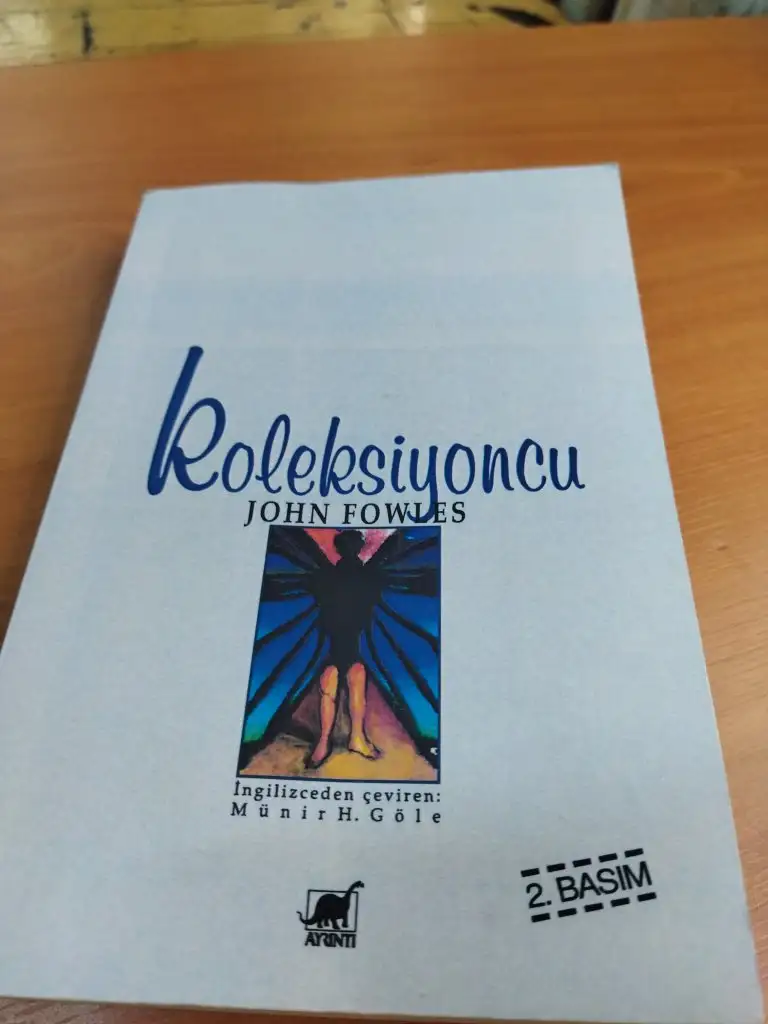 Koleksiyoncu
JOHN FOWLES
İngilizceden çeviren:
Münir H. Göle
AYRINTI
2. BASIM